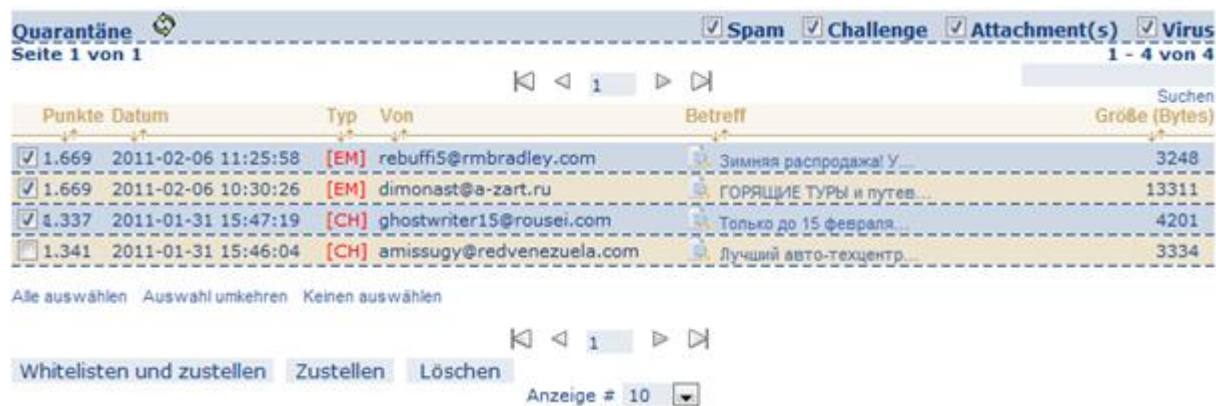 Quarantäne Spam Challenge Attachment(s) Virus
Seite 1 von 1 1 - 4 von 4
1
Suchen
Punkte Datum Typ Von Betreff Größe (Bytes)
1.669 2011-02-06 11:25:58 [EM] rebuffi5@rmbradley.com Зимняя распродажа! У... 3248
1.669 2011-02-06 10:30:26 [EM] dimonast@a-zart.ru ГОРЯЩИЕ ТУРЫ и путев... 13311
1.337 2011-01-31 15:47:19 [CH] ghostwriter15@rousei.com Только до 15 февраля... 4201
1.341 2011-01-31 15:46:04 [CH] amissugy@redvenezuela.com Лучший авто-техцентр... 3334
Alle auswählen Auswahl umkehren Keinen auswählen
1
Whitelisten und zustellen Zustellen Löschen
Anzeige # 10